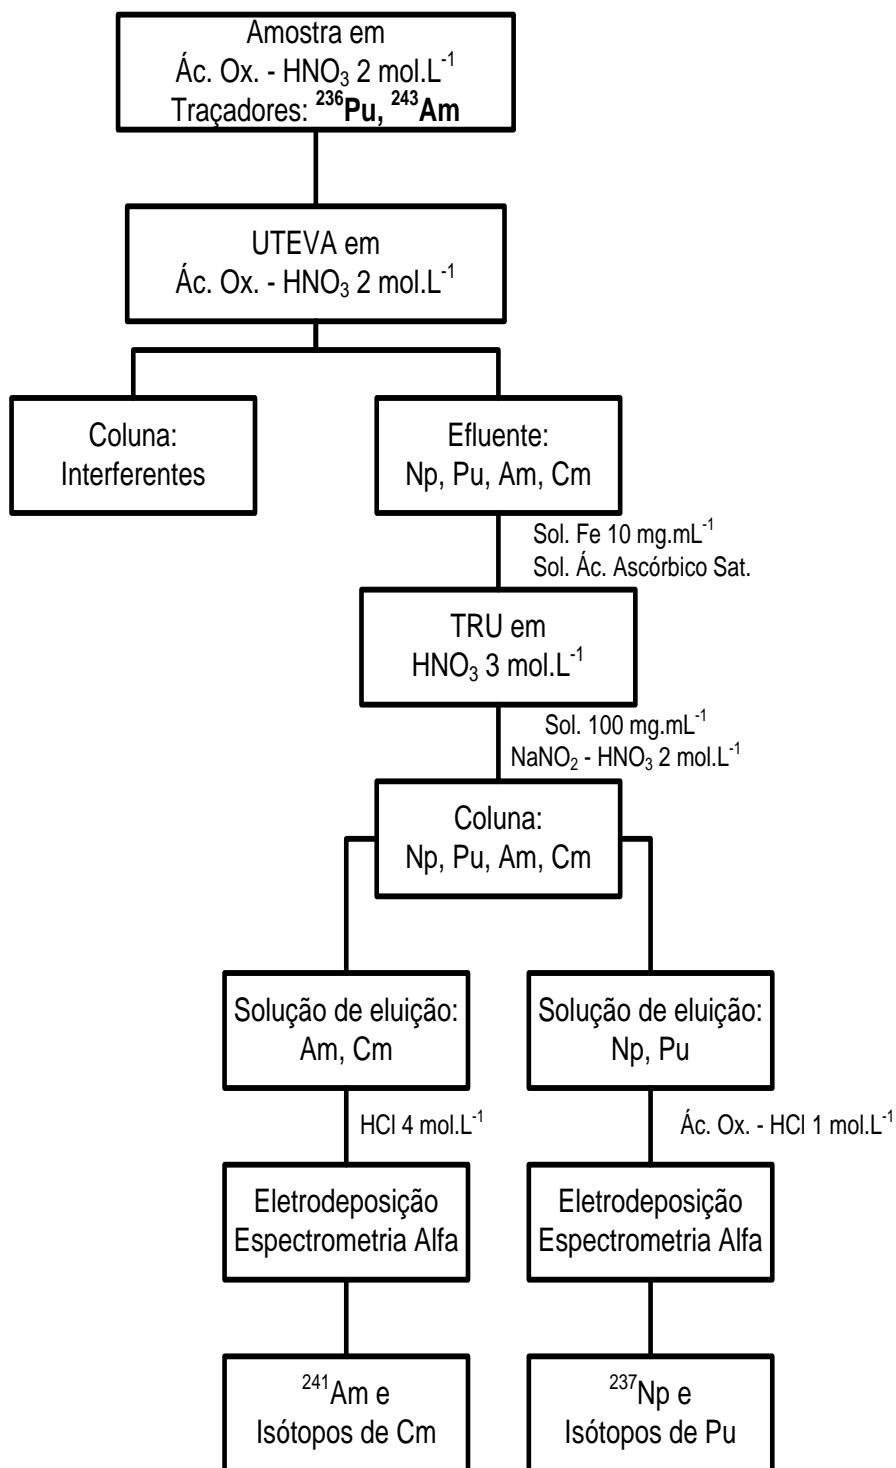 Amostra em
Ác. Ox. - HNO₃ 2 mol.L⁻¹
Traçadores: ²³⁶Pu, ²⁴³Am
UTEVA em
Ác. Ox. - HNO₃ 2 mol.L⁻¹
Coluna:
Interferentes
Efluente:
Np, Pu, Am, Cm
Sol. Fe 10 mg.mL⁻¹
Sol. Ác. Ascórbico Sat.
TRU em
HNO₃ 3 mol.L⁻¹
Sol. 100 mg.mL⁻¹
NaNO₂ - HNO₃ 2 mol.L⁻¹
Coluna:
Np, Pu, Am, Cm
Solução de eluição:
Am, Cm
Solução de eluição:
Np, Pu
HCl 4 mol.L⁻¹
Ác. Ox. - HCl 1 mol.L⁻¹
Eletrodeposição
Espectrometria Alfa
Eletrodeposição
Espectrometria Alfa
²⁴¹Am e
Isótopos de Cm
²³⁷Np e
Isótopos de Pu